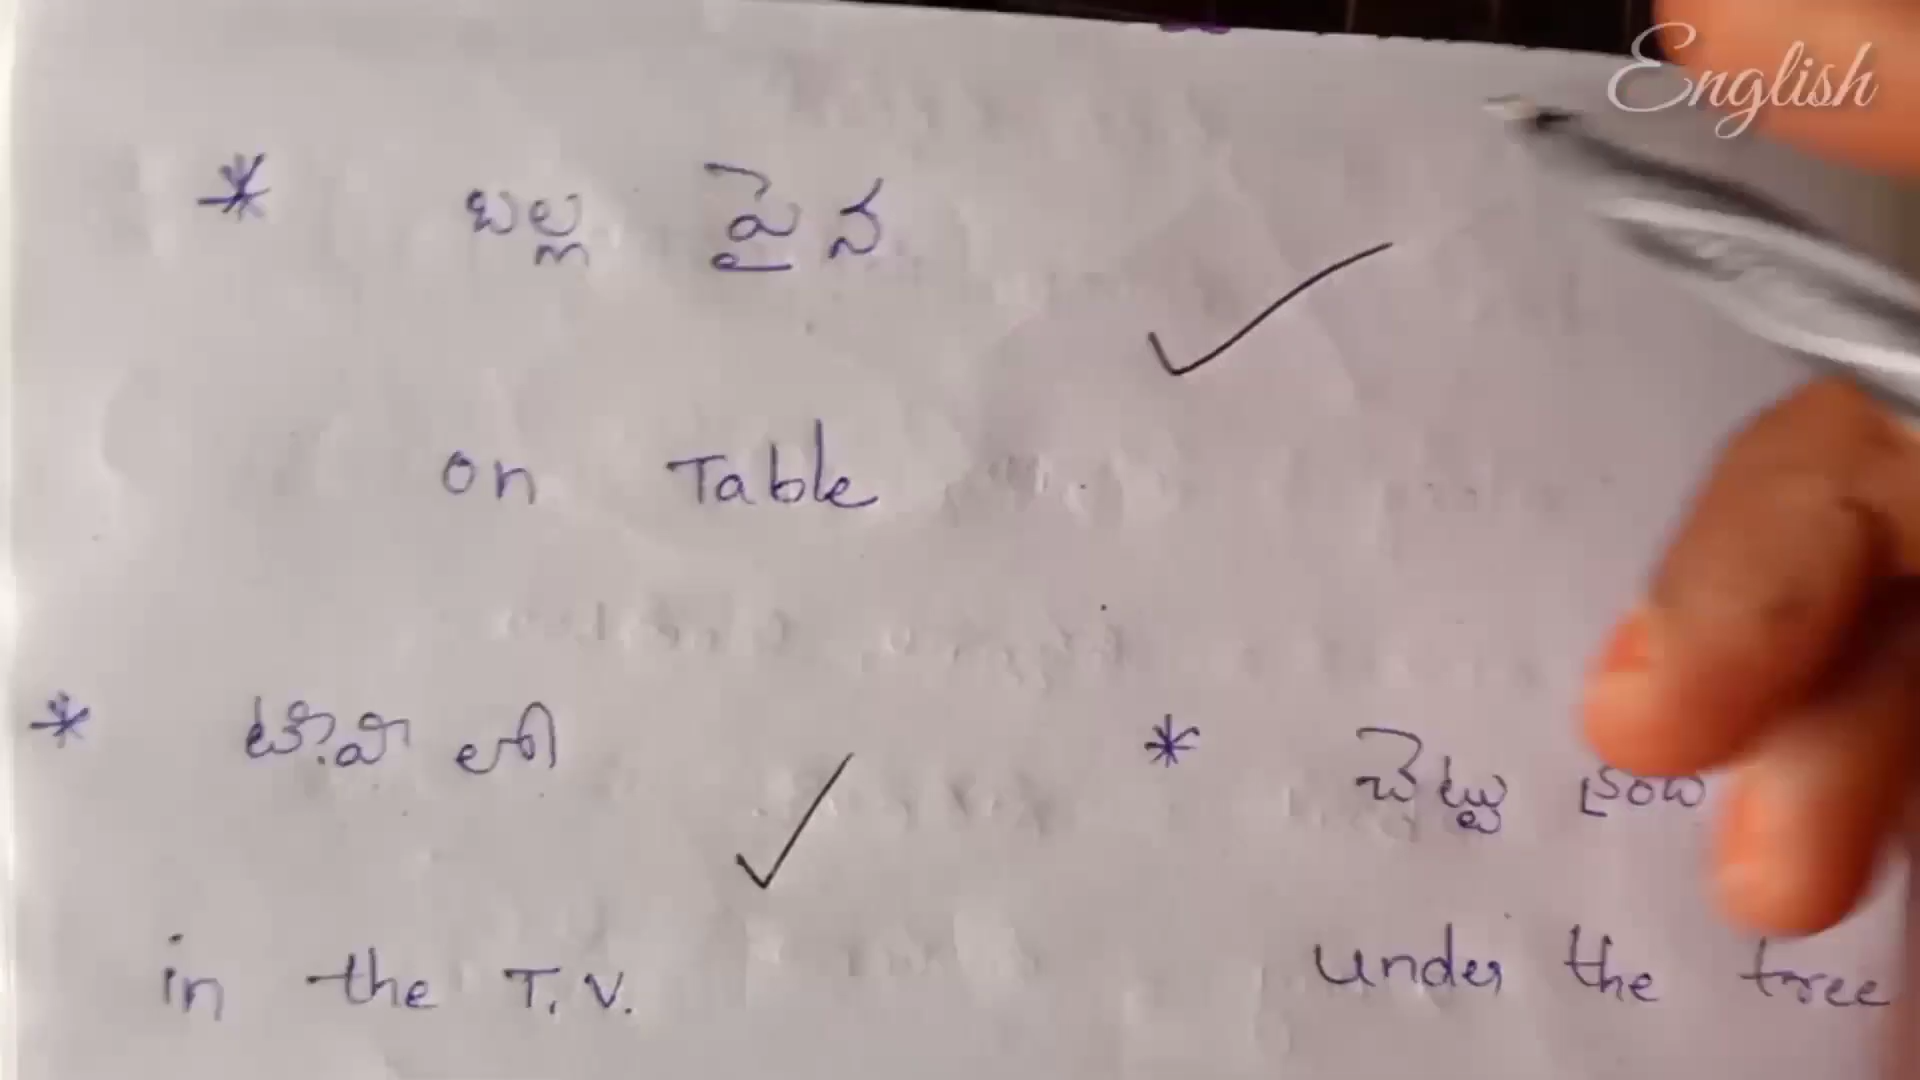 English
* బల్ల పైన
on Table
* టి.వి లో
* చెట్టు క్రింద
in the T.V.
under the tree